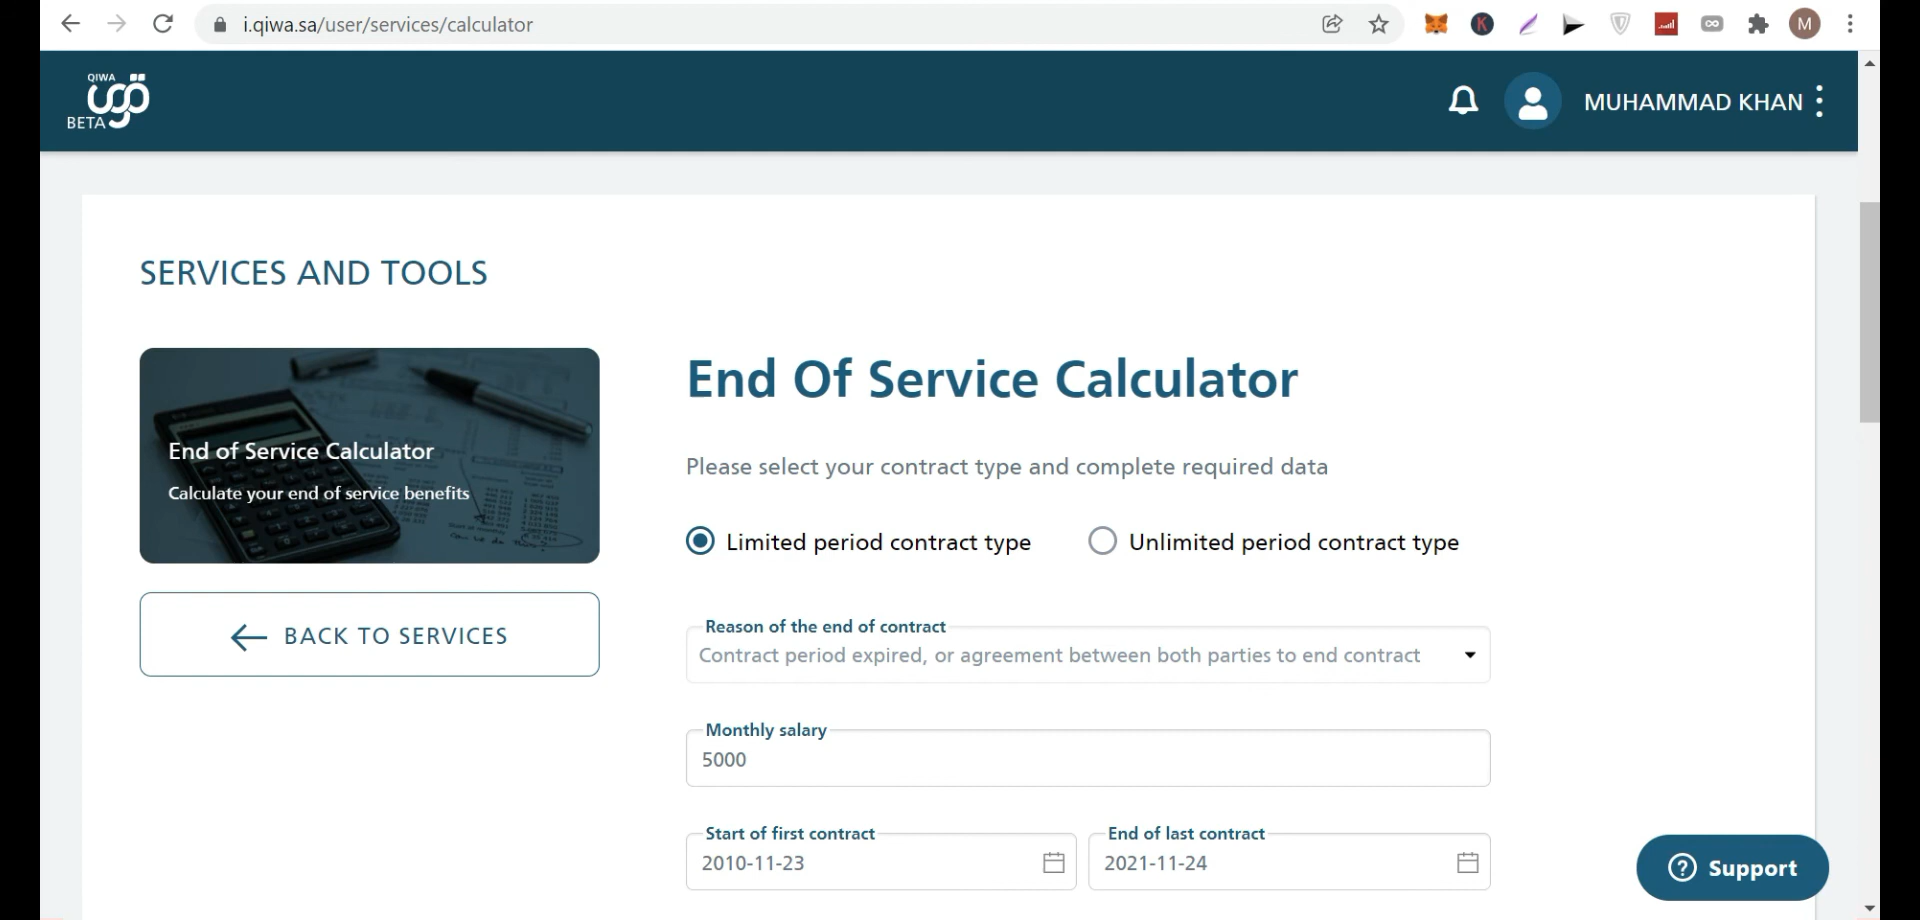 i.qiwa.sa/user/services/calculator
M
QIWA
قوى
BETA
MUHAMMAD KHAN
SERVICES AND TOOLS
End of Service Calculator
Calculate your end of service benefits
BACK TO SERVICES
End Of Service Calculator
Please select your contract type and complete required data
Limited period contract type
Unlimited period contract type
Reason of the end of contract
Contract period expired, or agreement between both parties to end contract
Monthly salary
5000
Start of first contract
2010-11-23
End of last contract
2021-11-24
Support